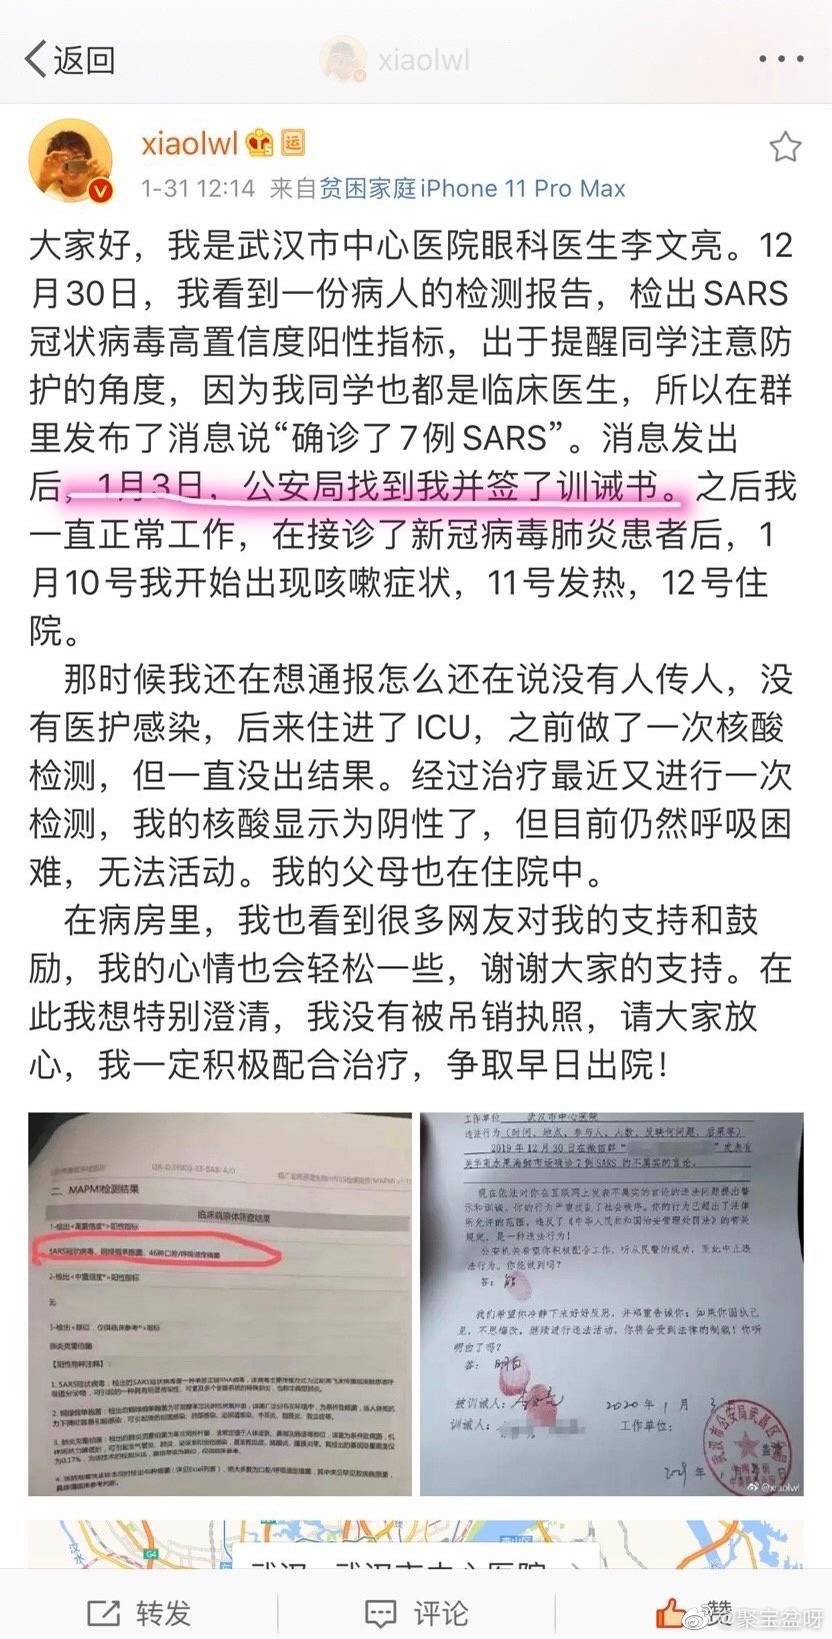 返回
xiaolwl
xiaolwl
1-31 12:14 来自贫困家庭iPhone 11 Pro Max
大家好，我是武汉市中心医院眼科医生李文亮。12
月30日，我看到一份病人的检测报告，检出SARS
冠状病毒高置信度阳性指标，出于提醒同学注意防
护的角度，因为我同学也都是临床医生，所以在群
里发布了消息说“确诊了7例SARS”。消息发出
后，1月3日，公安局找到我并签了训诫书。之后我
一直正常工作，在接诊了新冠病毒肺炎患者后，1
月10号我开始出现咳嗽症状，11号发热，12号住
院。
那时候我还在想通报怎么还在说没有人传人，没
有医护感染，后来住进了ICU，之前做了一次核酸
检测，但一直没出结果。经过治疗最近又进行一次
检测，我的核酸显示为阴性了，但目前仍然呼吸困
难，无法活动。我的父母也在住院中。
在病房里，我也看到很多网友对我的支持和鼓
励，我的心情也会轻松一些，谢谢大家的支持。在
此我想特别澄清，我没有被吊销执照，请大家放
心，我一定积极配合治疗，争取早日出院！
二、MAPMI检测结果
临床病原体筛查结果
1-检出<高置信度>阳性指标
SARS冠状病毒、铜绿假单胞菌、46种口腔/呼吸道定植菌
2-检出<中置信度>阳性指标
无
工作单位 武汉市中心医院
违法行为（时间、地点、参与人、人数、反映何问题、后果等）
2019年12月30日在微信群“
”发表有
关华南水果海鲜市场确诊7例SARS的不属实的言论。
现在依法对你在互联网上发表不属实的言论的违法问题提出警
示和训诫。你的行为严重扰乱了社会秩序。你的行为已超出了法律
所允许的范围，违反了《中华人民共和国治安管理处罚法》的有关
规定，是一种违法行为！
公安机关希望你积极配合工作，听从民警的规劝，至此中止违
法行为。你能做到吗？
答：能
我们希望你冷静下来好好反思，并郑重告诫你：如果你固执己
见，不思悔改，继续进行违法活动，你将会受到法律的制裁！你听
明白了吗？
答：明白
被训诫人：
2020年1月3
训诫人：
工作单位：
@xiaolwl
汉水
G4
武汉·武汉市中心医院
转发
评论
赞
@聚宝盆呀